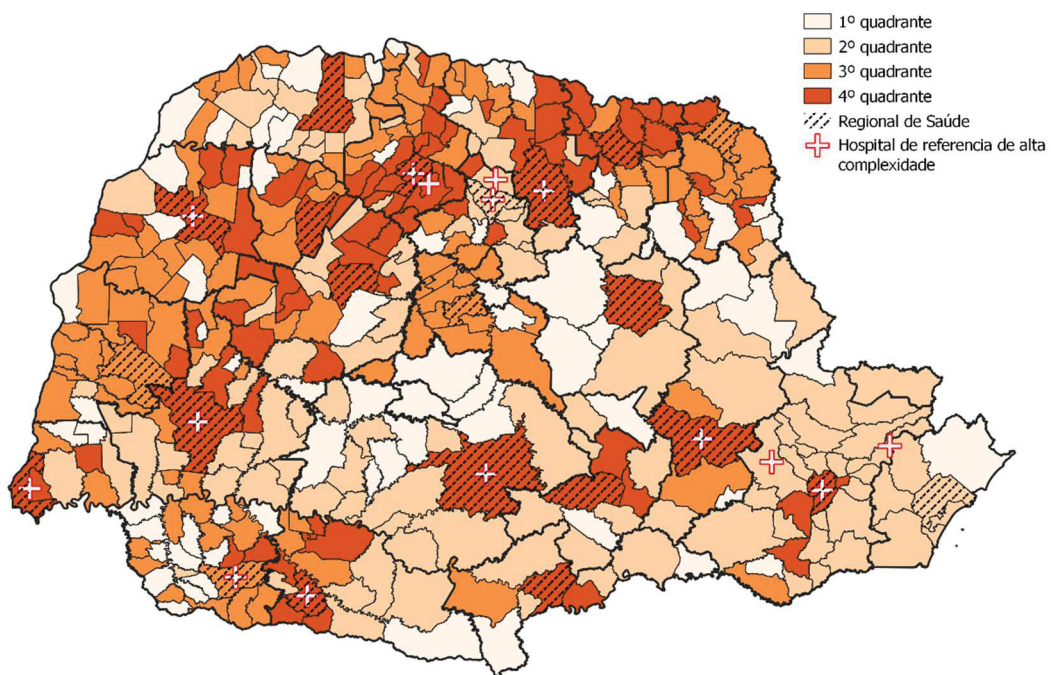 1º quadrante
2º quadrante
3º quadrante
4º quadrante
Regional de Saúde
Hospital de referencia de alta
complexidade